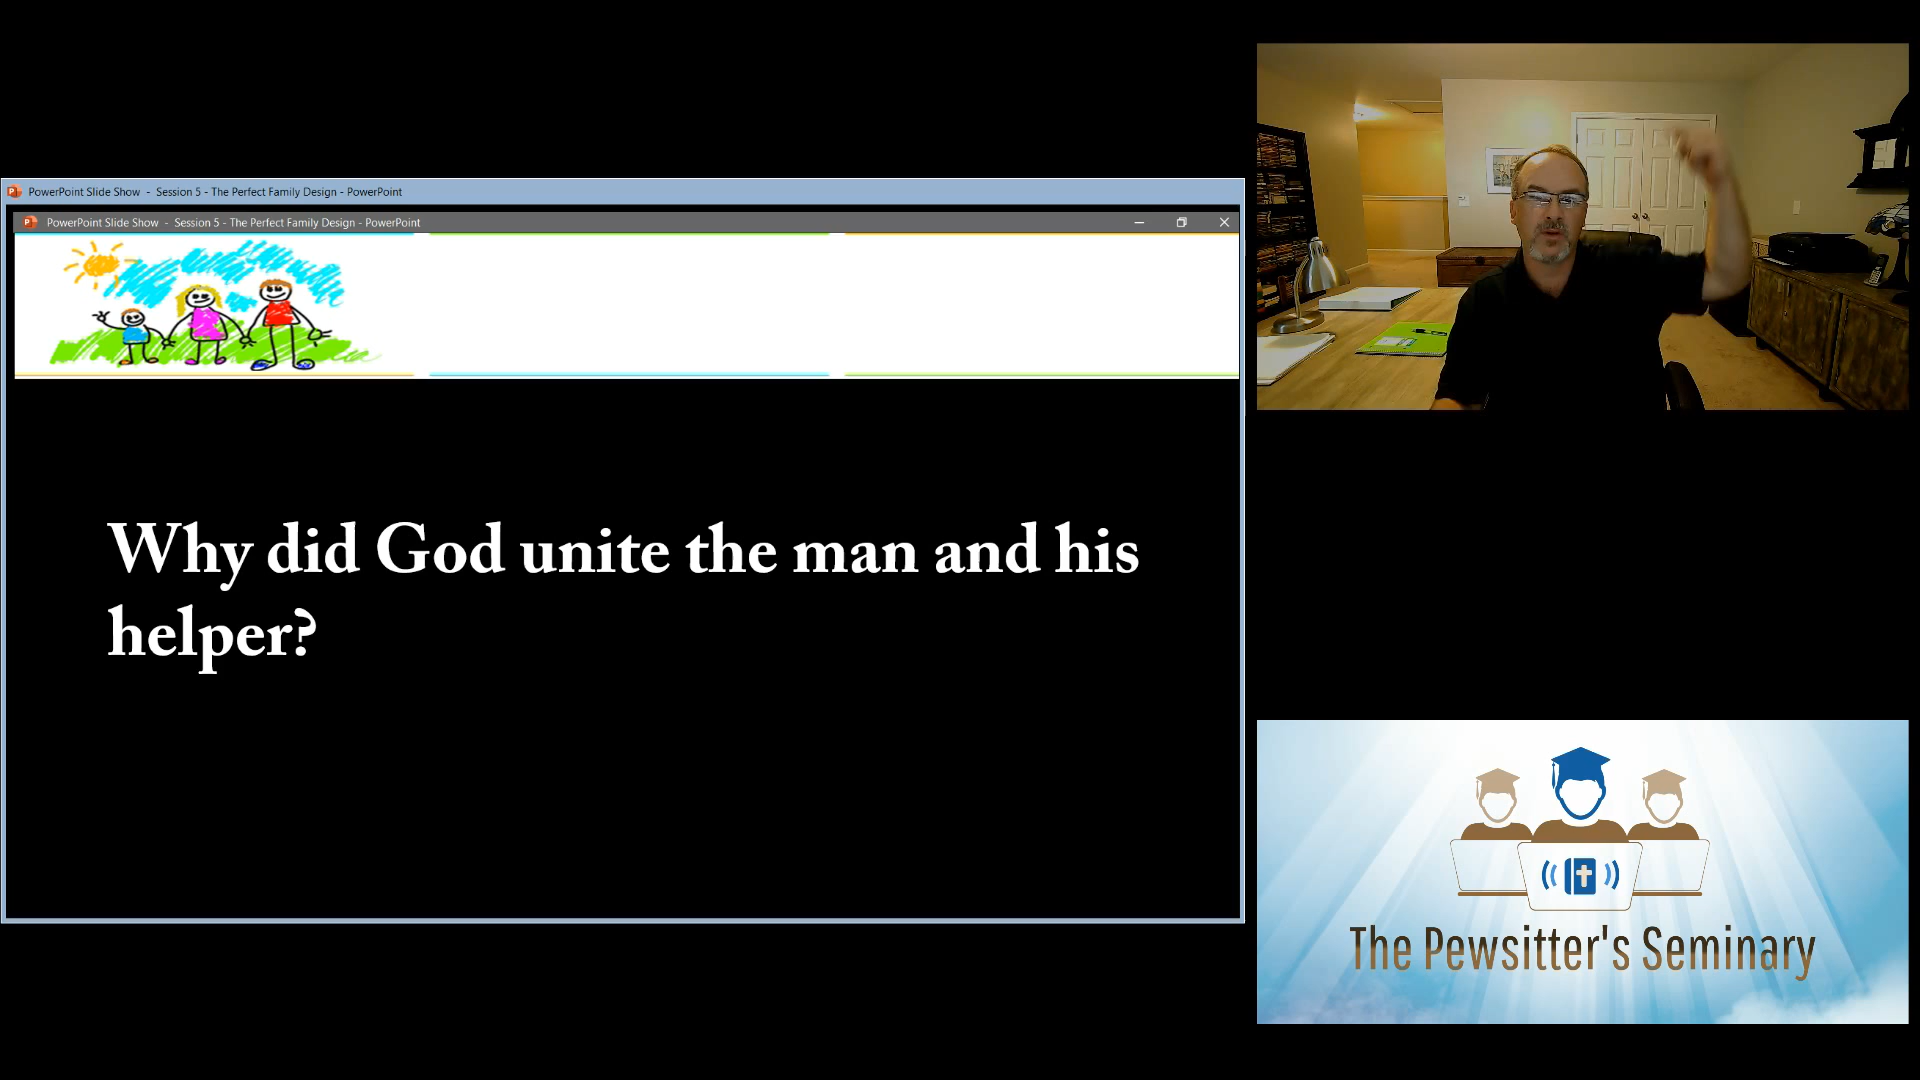 PowerPoint Slide Show - Session 5 - The Perfect Family Design - PowerPoint
PowerPoint Slide Show - Session 5 - The Perfect Family Design - PowerPoint
Why did God unite the man and his
helper?
The Pewsitter's Seminary